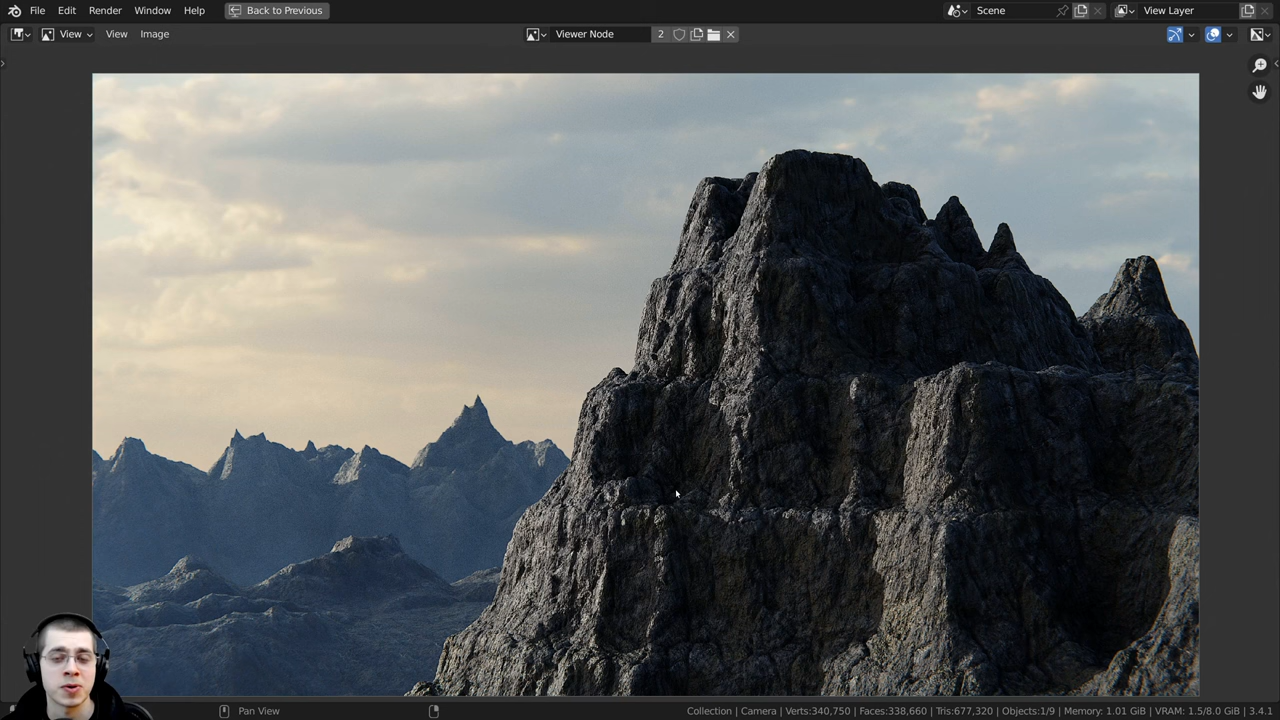 File Edit Render Window Help Back to Previous Scene View Layer
View View Image Viewer Node 2
Pan View Collection | Camera | Verts:340,750 | Faces:338,660 | Tris:677,320 | Objects:1/9 | Memory: 1.01 GiB | VRAM: 1.5/8.0 GiB | 3.4.1